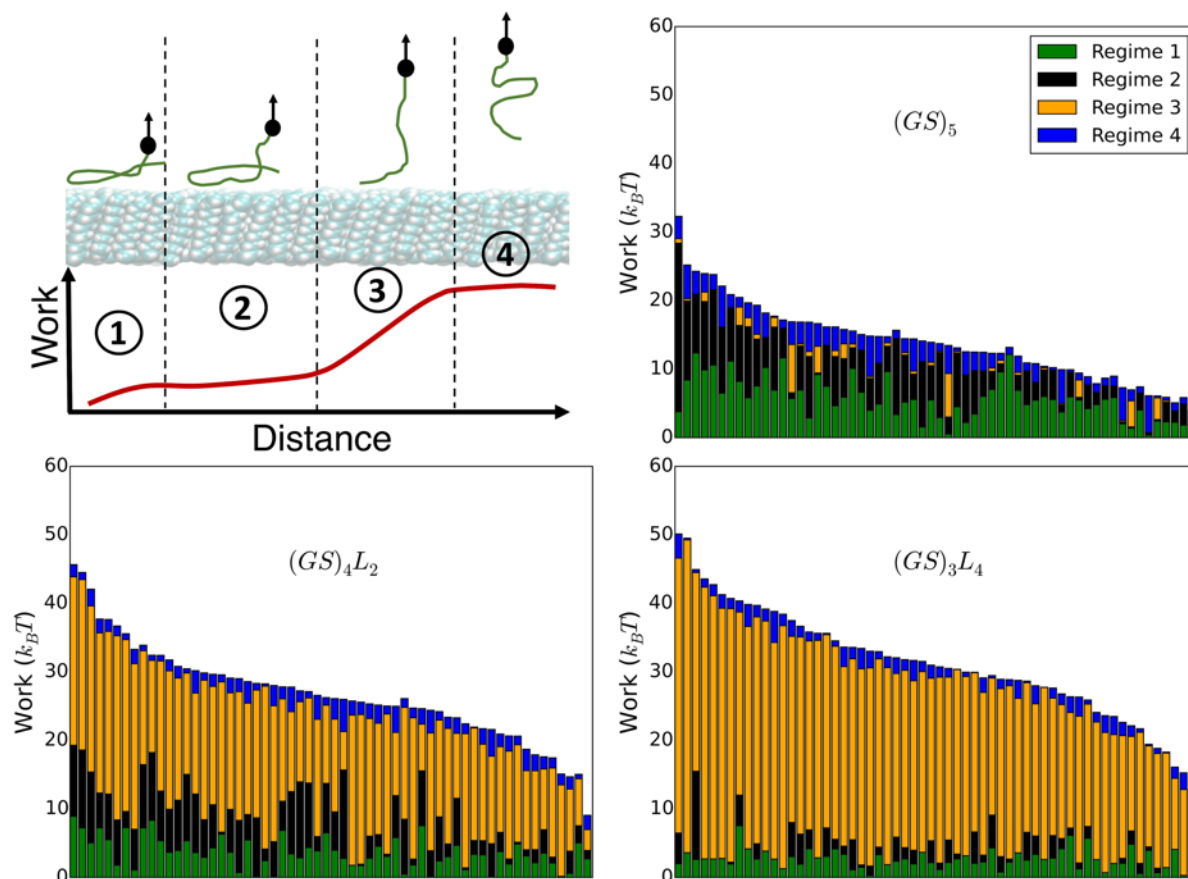 1
2
3
4
Work
Distance
60
50
40
30
20
10
0
Work (k_BT)
(GS)_5
Regime 1
Regime 2
Regime 3
Regime 4
60
50
40
30
20
10
0
Work (k_BT)
(GS)_4L_2
60
50
40
30
20
10
0
Work (k_BT)
(GS)_3L_4